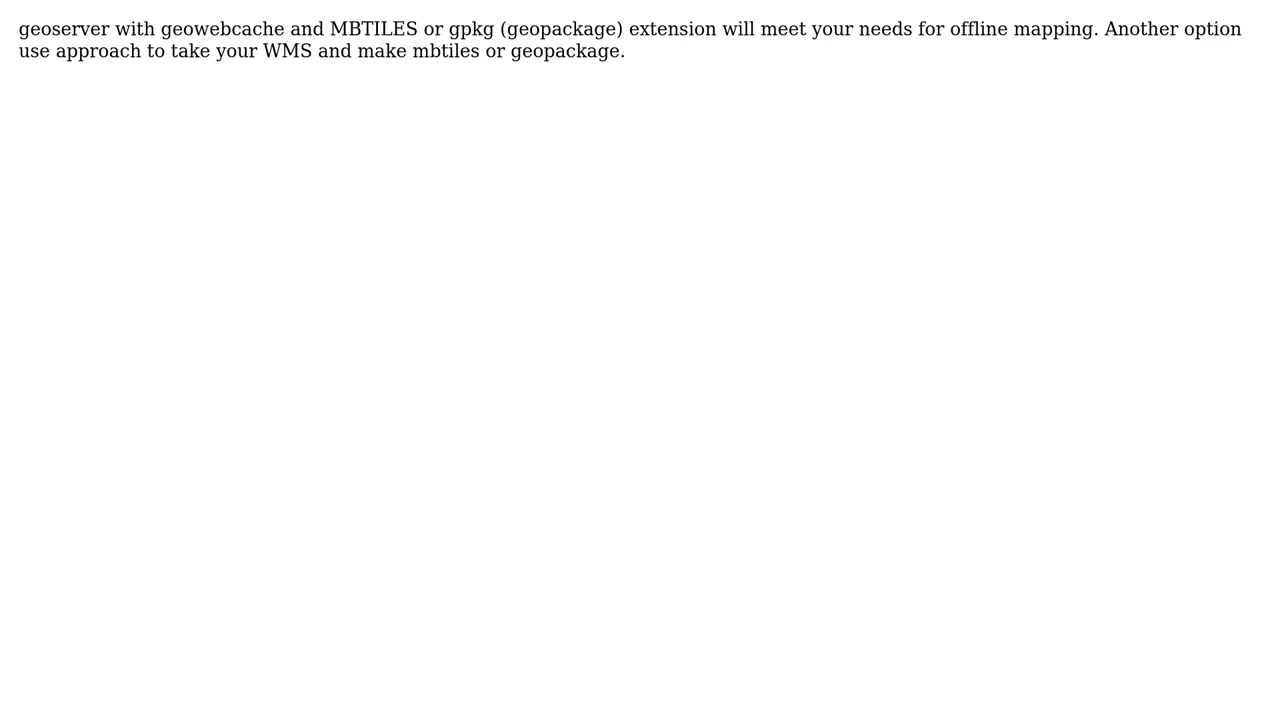 geoserver with geowebcache and MBTILES or gpkg (geopackage) extension will meet your needs for offline mapping. Another option
use approach to take your WMS and make mbtiles or geopackage.